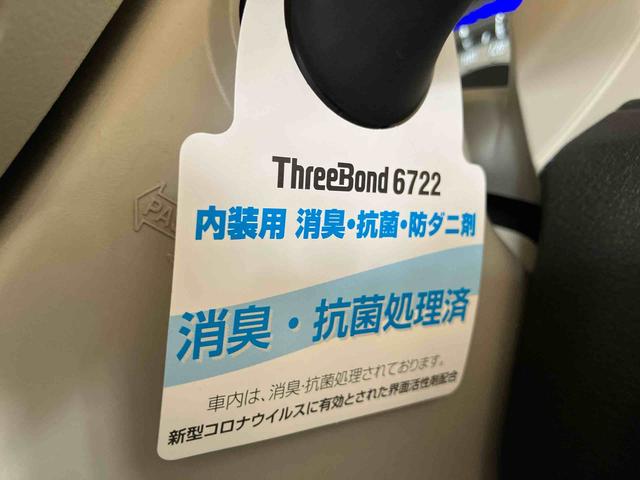 ThreeBond 6722
内装用 消臭・抗菌・防ダニ剤
消臭・抗菌処理済
車内は、消臭・抗菌処理されております。
新型コロナウイルスに有効とされた界面活性剤配合